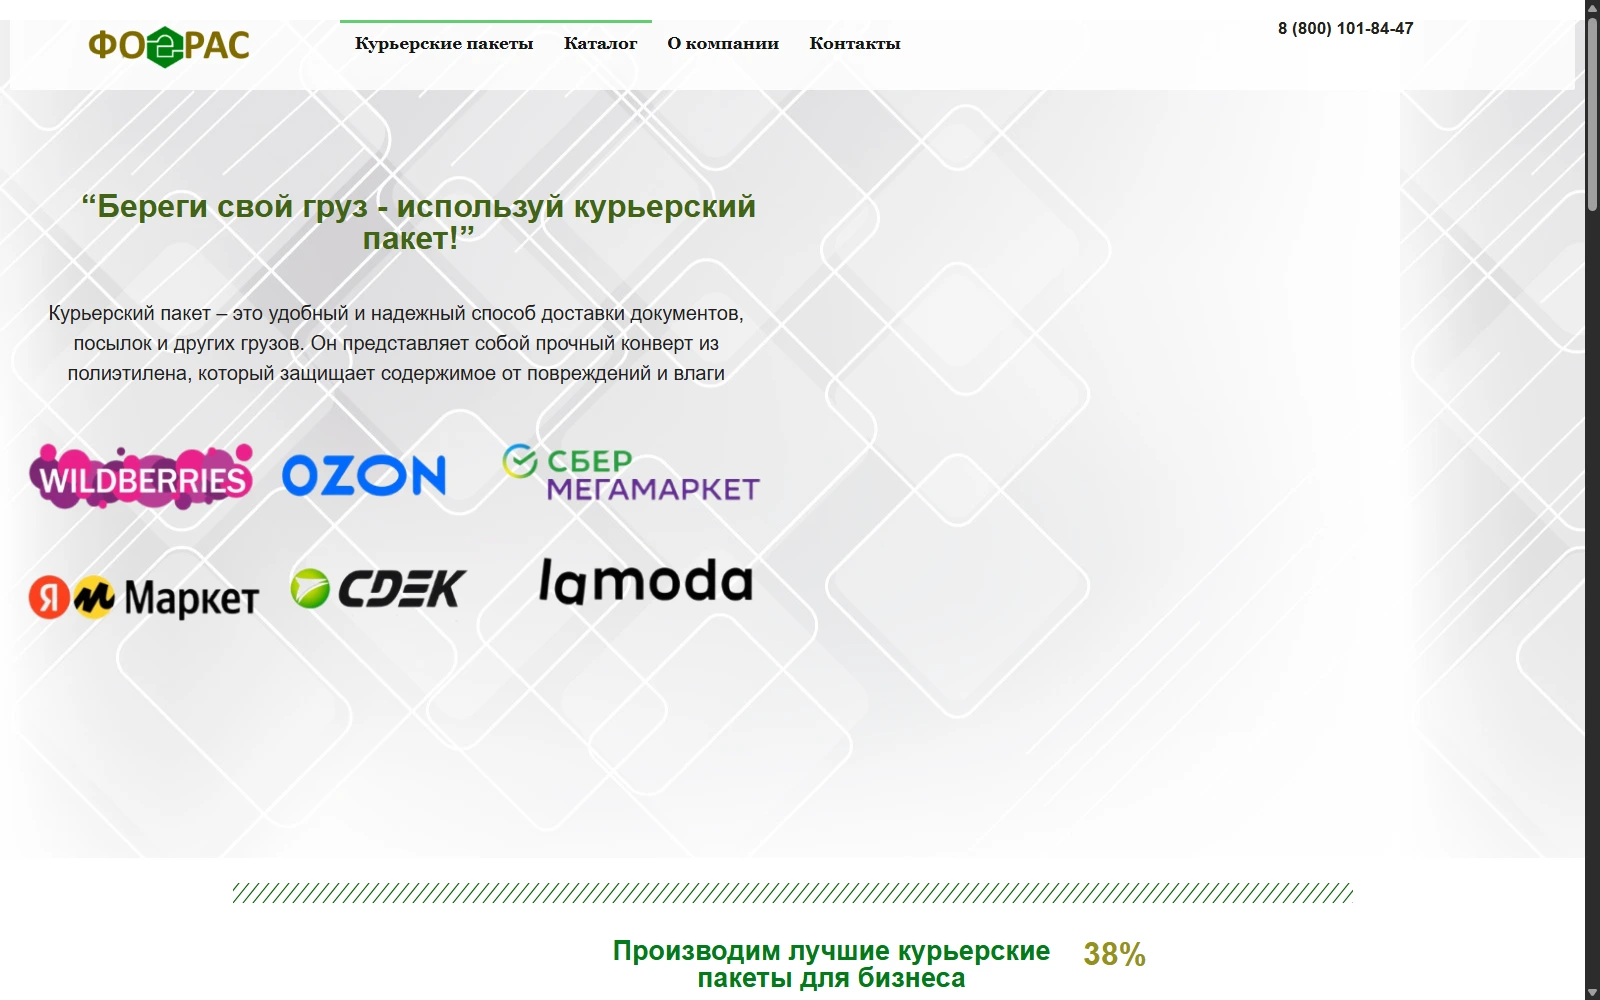 ФО РАС
Курьерские пакеты Каталог О компании Контакты
8 (800) 101-84-47
“Береги свой груз - используй курьерский
пакет!”
Курьерский пакет – это удобный и надежный способ доставки документов,
посылок и других грузов. Он представляет собой прочный конверт из
полиэтилена, который защищает содержимое от повреждений и влаги
WILDBERRIES OZON СБЕР
МЕГАМАРКЕТ
Я М Маркет CDEK lamoda
Производим лучшие курьерские
пакеты для бизнеса
38%